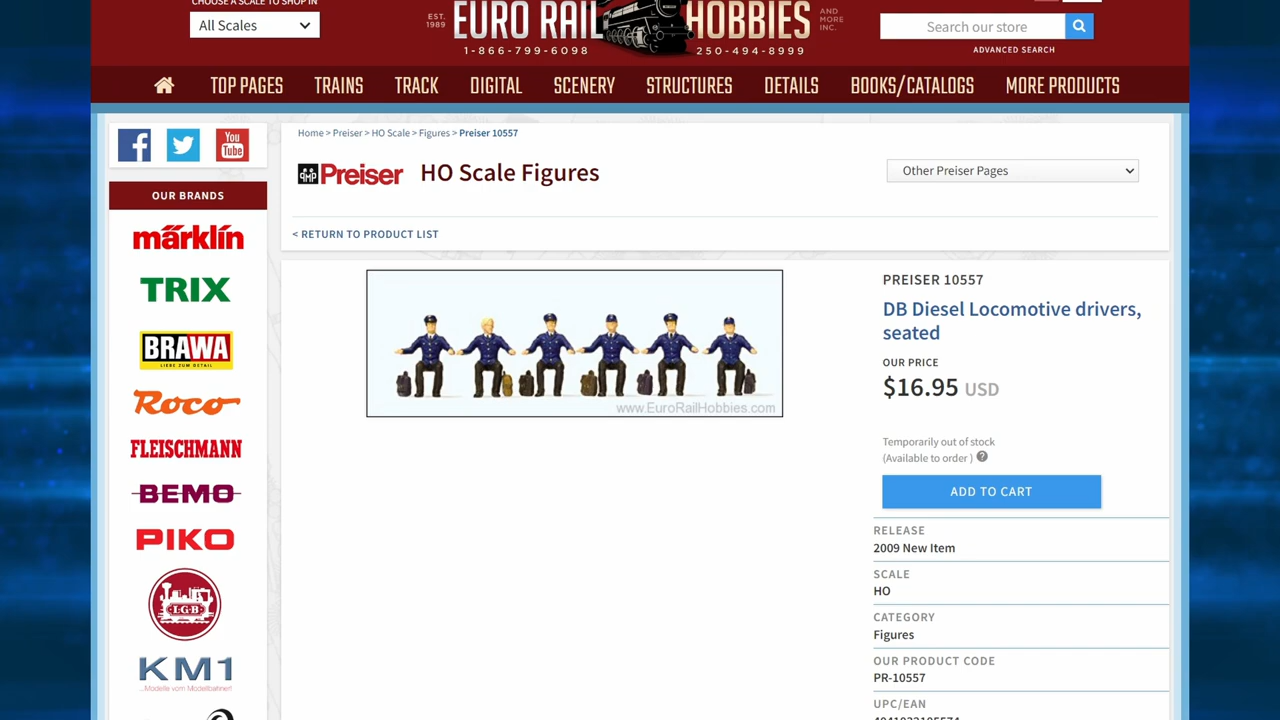 CHOOSE A SCALE TO SHOP IN
All Scales
EST. 1989
EURO RAIL HOBBIES
AND MORE INC.
1-866-799-6098
250-494-8999
Search our store
ADVANCED SEARCH
TOP PAGES TRAINS TRACK DIGITAL SCENERY STRUCTURES DETAILS BOOKS/CATALOGS MORE PRODUCTS
You Tube
Home > Preiser > HO Scale > Figures > Preiser 10557
PMP Preiser HO Scale Figures
Other Preiser Pages
OUR BRANDS
< RETURN TO PRODUCT LIST
märklin
TRIX
BRAWA
LIEBE ZUM DETAIL
Roco
FLEISCHMANN
BEMO
PIKO
L·G·B
KM1
...Modelle vom Modellbahner!
www.EuroRailHobbies.com
PREISER 10557
DB Diesel Locomotive drivers,
seated
OUR PRICE
$16.95 USD
Temporarily out of stock
(Available to order ) ?
ADD TO CART
RELEASE
2009 New Item
SCALE
HO
CATEGORY
Figures
OUR PRODUCT CODE
PR-10557
UPC/EAN